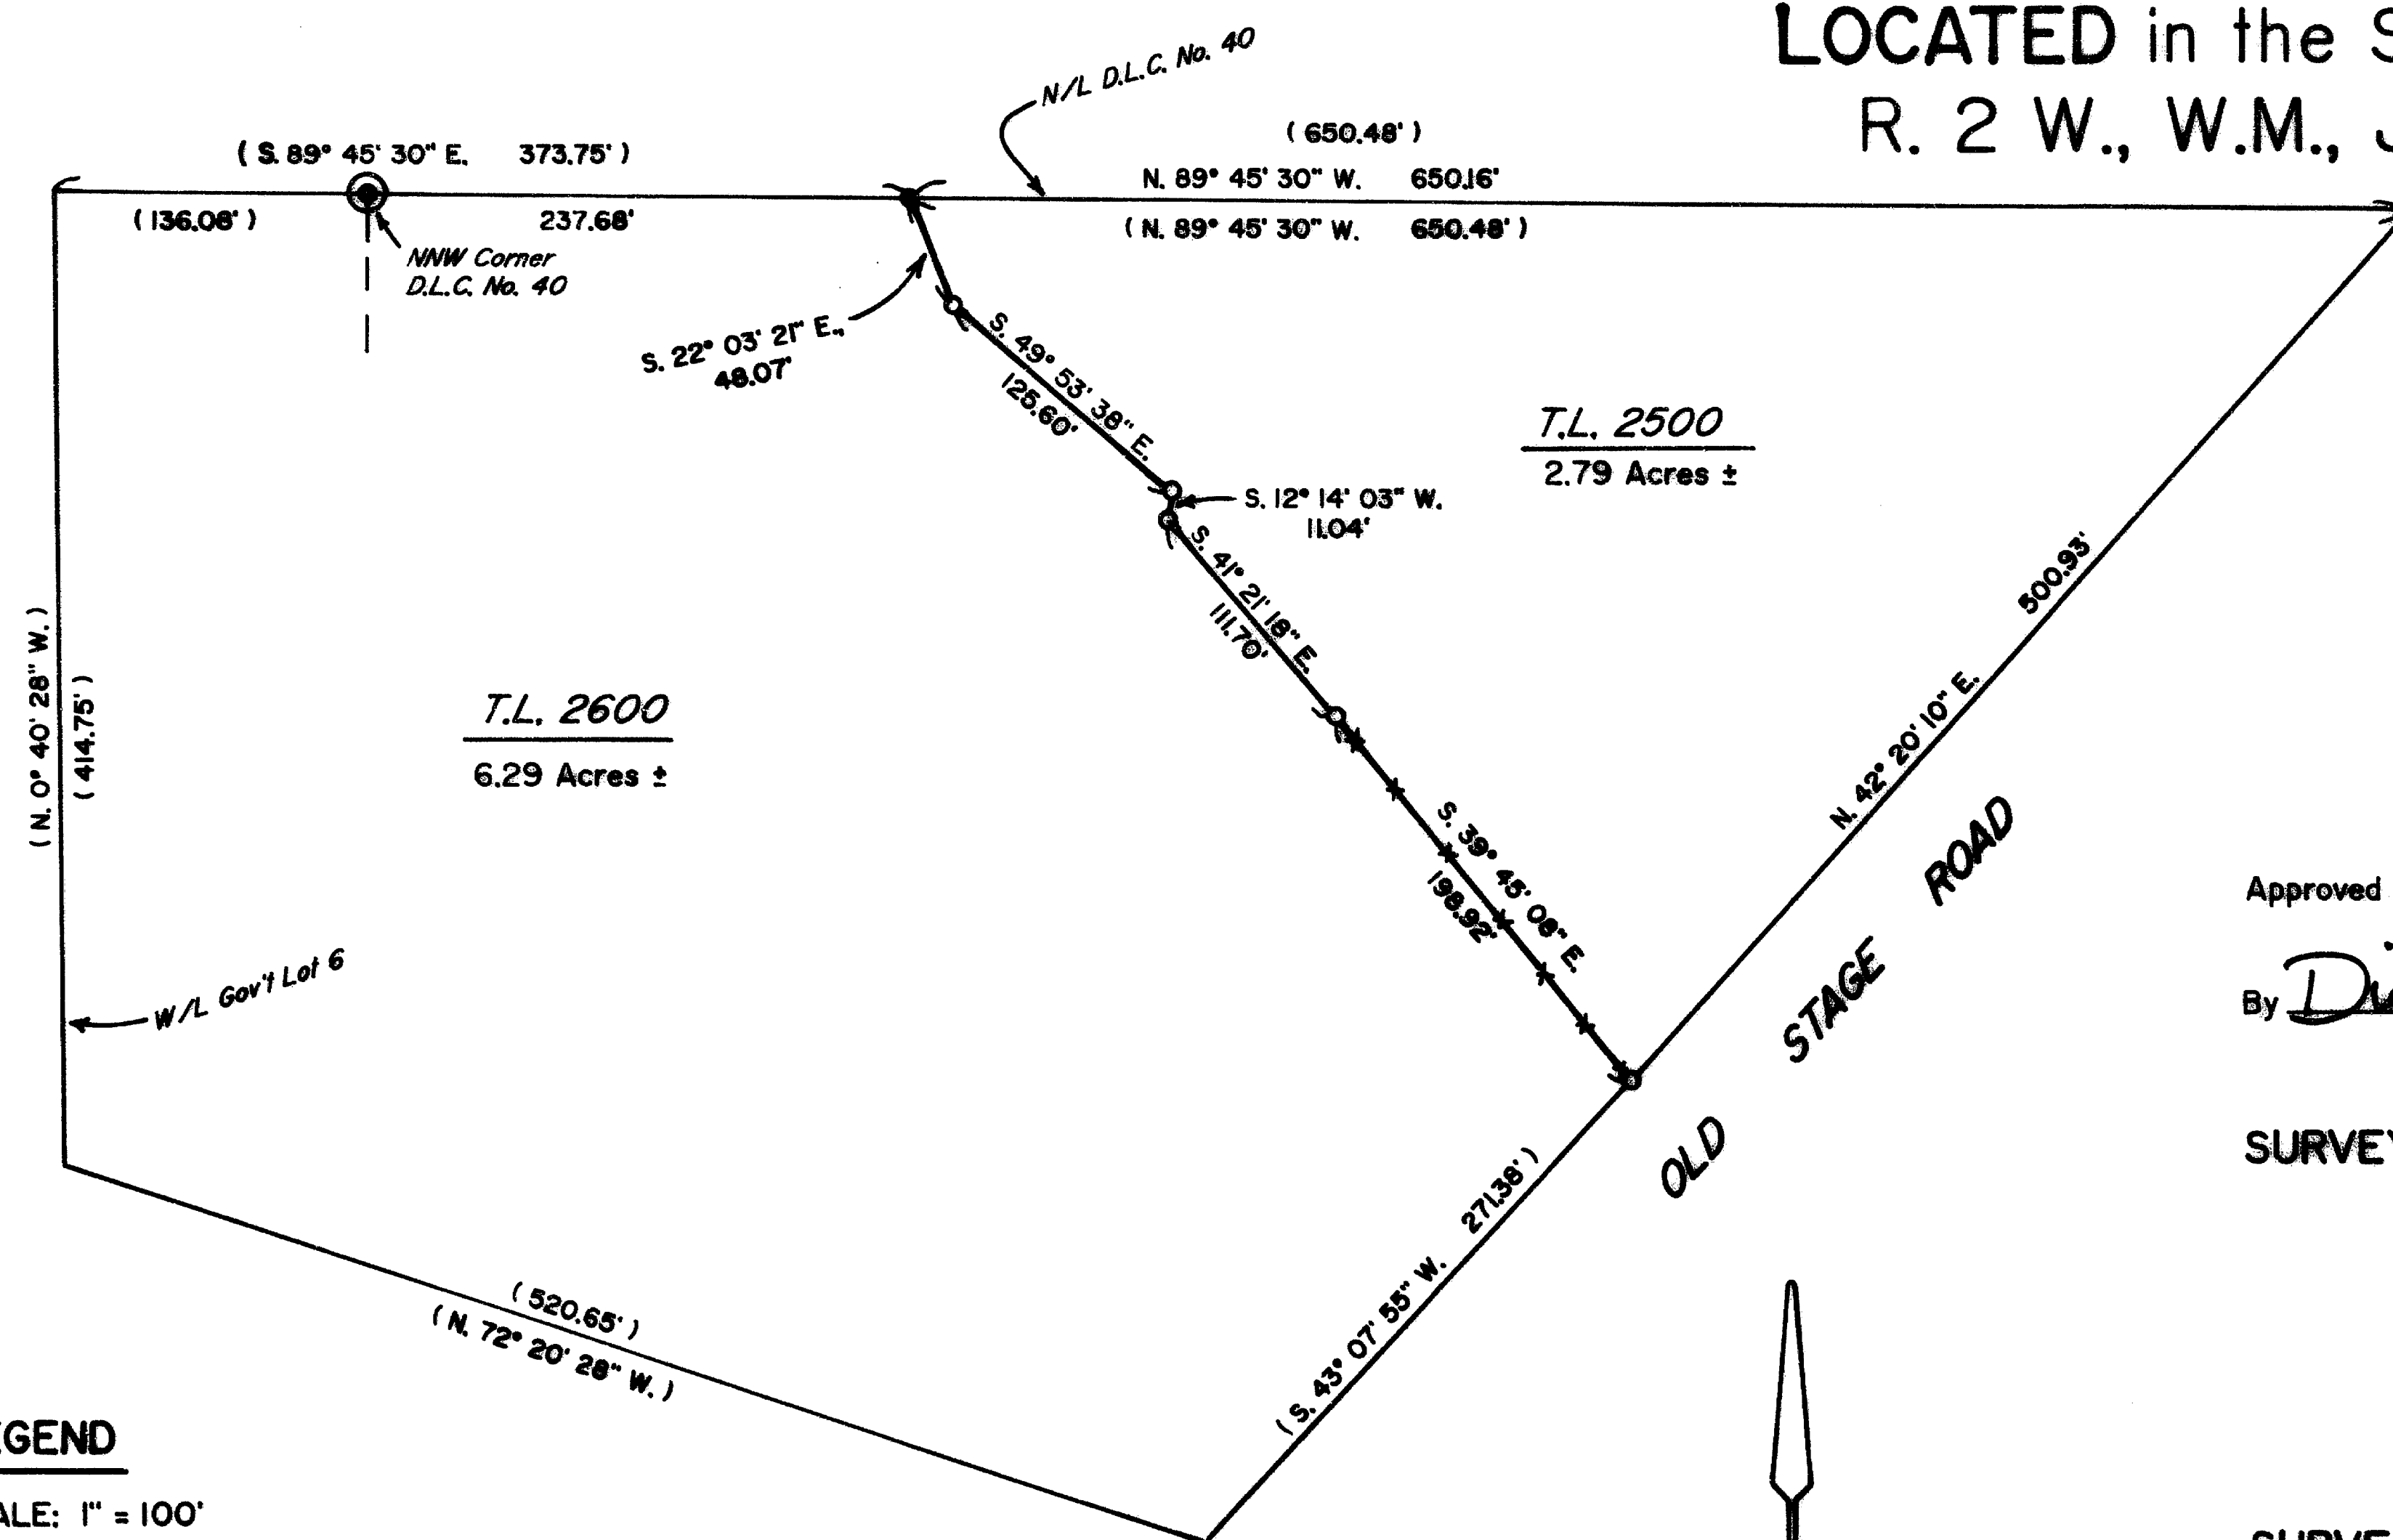 LOCATED in the S
R. 2 W., W.M., J
N/L D.L.C. No. 40
( 650.48' )
( S. 89° 45' 30" E. 373.75' )
N. 89° 45' 30" W. 650.16'
( 136.08' )
237.68'
( N. 89° 45' 30" W. 650.48' )
NNW Corner
D.L.C. No. 40
S. 22° 03' 21" E.,
48.07'
S. 49° 53' 38" E.
125.60'
T.L. 2500
2.79 Acres ±
S. 12° 14' 03" W.
11.04'
S. 41° 21' 18" E.
111.70'
500.93'
N. 42° 20' 10" E.
( N. 0° 40' 28" W. )
( 414.75' )
T.L. 2600
6.29 Acres ±
S. 39° 45' 08" E.
198.92'
OLD STAGE ROAD
Approved
By
W/L Gov't Lot 6
SURVEY
( S. 43° 07' 55" W. 271.38' )
( 520.65' )
( N. 72° 20' 28" W. )
EGEND
ALE: 1" = 100'
SURVE